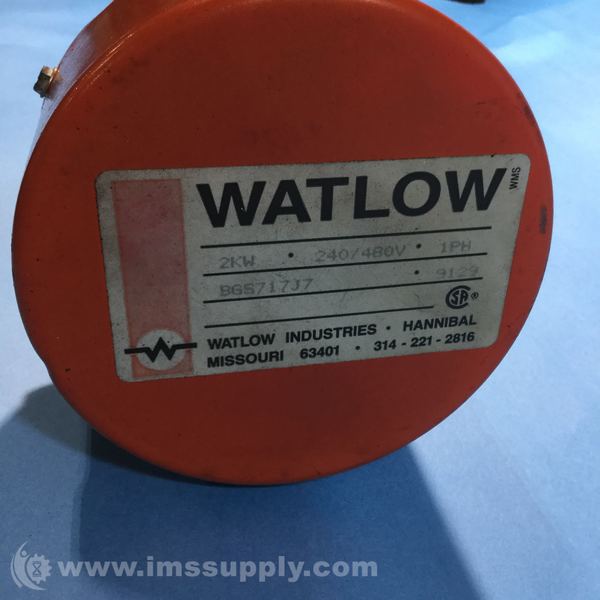 WATLOW
WMS
2KW • 240/480V • 1PH
BGS717J7 • 9129
SA ®
WATLOW INDUSTRIES • HANNIBAL
MISSOURI 63401 • 314-221-2816
www.imssupply.com